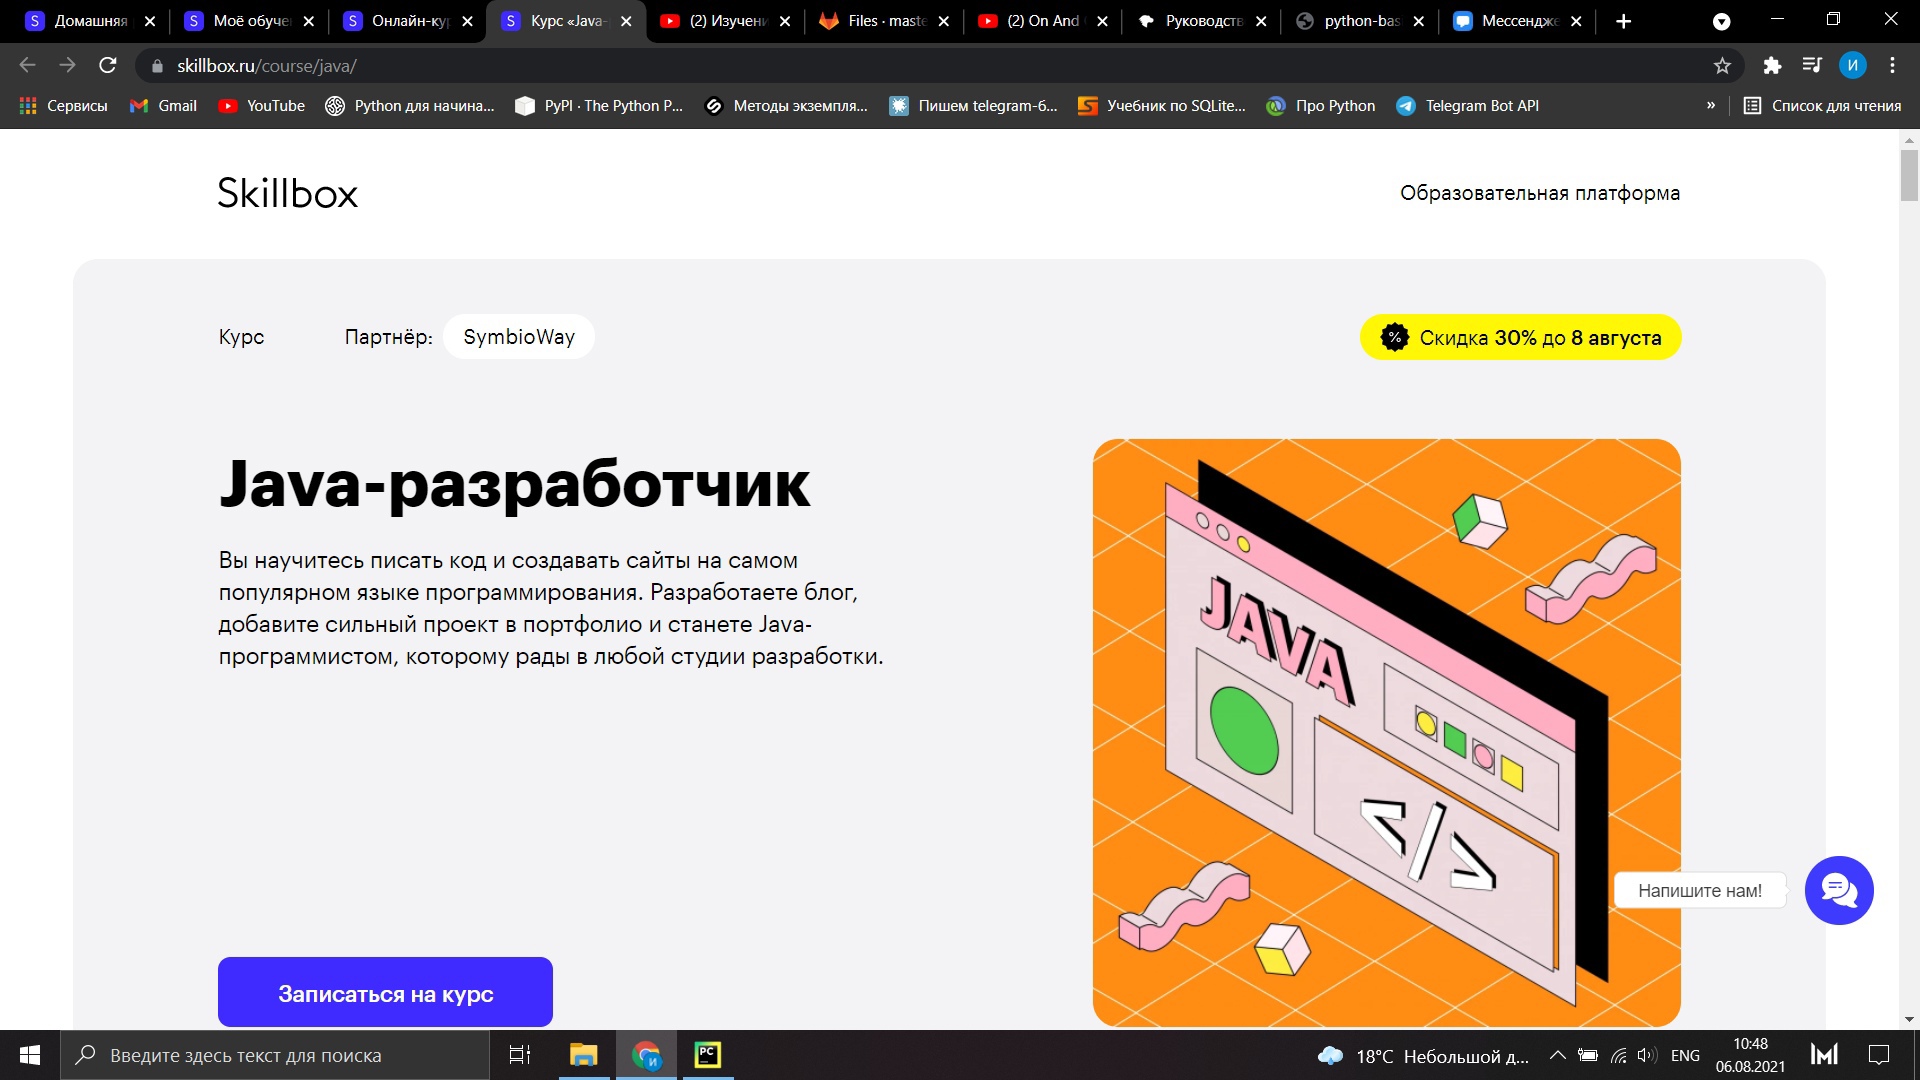 Домашняя
Моё обуче
Онлайн-ку
Курс «Java-
(2) Изучени
Files · maste
(2) On And
Руководств
python-bas
Мессендже
skillbox.ru/course/java/
И
Сервисы
Gmail
YouTube
Python для начина...
PyPI · The Python P...
Методы экземпля...
Пишем telegram-б...
Учебник по SQLite...
Про Python
Telegram Bot API
»
Список для чтения
Skillbox
Образовательная платформа
Курс
Партнёр:
SymbioWay
% Скидка 30% до 8 августа
Java-разработчик
Вы научитесь писать код и создавать сайты на самом
популярном языке программирования. Разработаете блог,
добавите сильный проект в портфолио и станете Java-
программистом, которому рады в любой студии разработки.
JAVA
</>
Напишите нам!
Записаться на курс
Введите здесь текст для поиска
PC
18°C Небольшой д...
ENG
10:48
06.08.2021